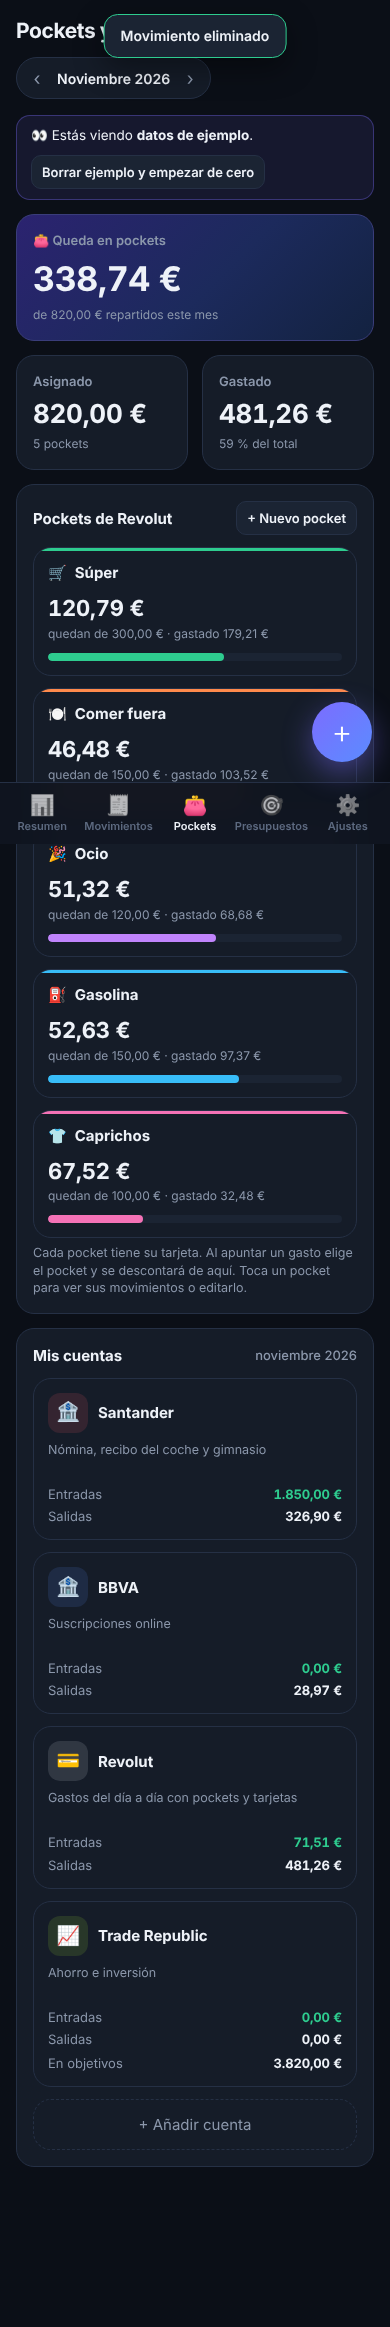 Pockets y
Movimiento eliminado
‹ Noviembre 2026 ›
👀 Estás viendo datos de ejemplo.
Borrar ejemplo y empezar de cero
👛 Queda en pockets
338,74 €
de 820,00 € repartidos este mes
Asignado
820,00 €
5 pockets
Gastado
481,26 €
59 % del total
Pockets de Revolut
+ Nuevo pocket
🛒 Súper
120,79 €
quedan de 300,00 € · gastado 179,21 €
🍽️ Comer fuera
46,48 €
quedan de 150,00 € · gastado 103,52 €
+
Resumen
Movimientos
Pockets
Presupuestos
Ajustes
🎉 Ocio
51,32 €
quedan de 120,00 € · gastado 68,68 €
⛽ Gasolina
52,63 €
quedan de 150,00 € · gastado 97,37 €
👕 Caprichos
67,52 €
quedan de 100,00 € · gastado 32,48 €
Cada pocket tiene su tarjeta. Al apuntar un gasto elige
el pocket y se descontará de aquí. Toca un pocket
para ver sus movimientos o editarlo.
Mis cuentas
noviembre 2026
Santander
Nómina, recibo del coche y gimnasio
Entradas 1.850,00 €
Salidas 326,90 €
BBVA
Suscripciones online
Entradas 0,00 €
Salidas 28,97 €
Revolut
Gastos del día a día con pockets y tarjetas
Entradas 71,51 €
Salidas 481,26 €
Trade Republic
Ahorro e inversión
Entradas 0,00 €
Salidas 0,00 €
En objetivos 3.820,00 €
+ Añadir cuenta